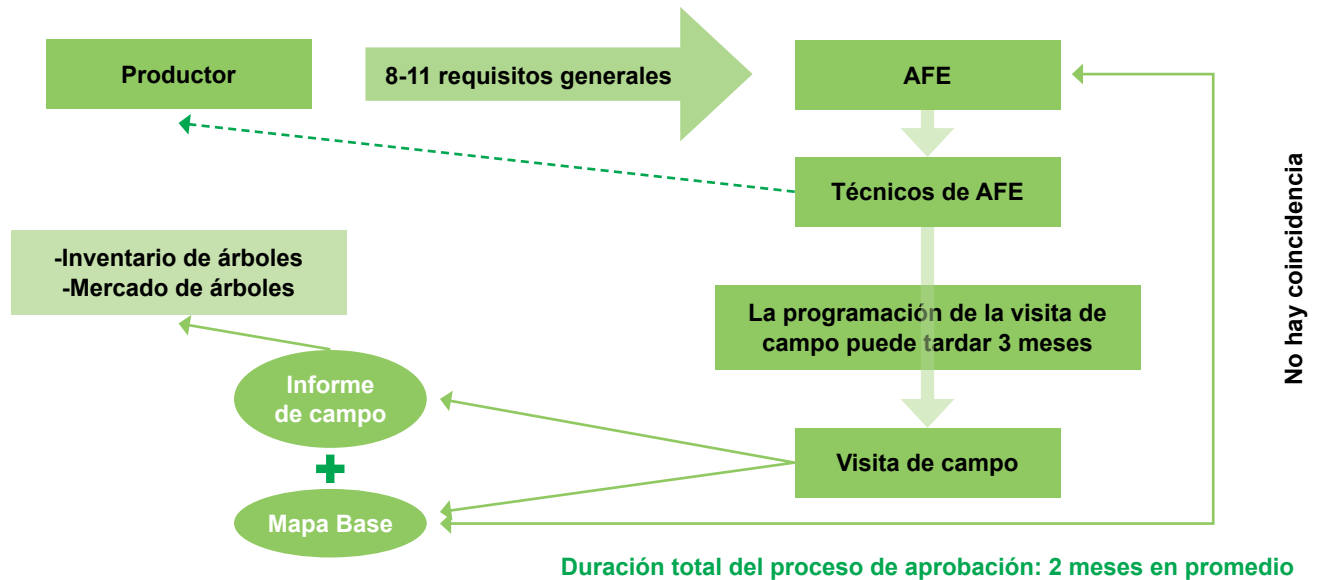 Productor
8-11 requisitos generales
AFE
Técnicos de AFE
-Inventario de árboles
-Mercado de árboles
La programación de la visita de
campo puede tardar 3 meses
No hay coincidencia
Informe
de campo
Visita de campo
Mapa Base
Duración total del proceso de aprobación: 2 meses en promedio